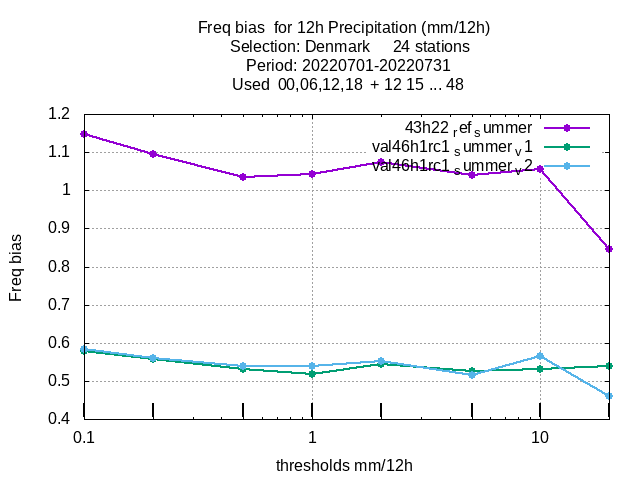 Freq bias  for 12h Precipitation (mm/12h)
Selection: Denmark     24 stations
Period: 20220701-20220731
Used  00,06,12,18  + 12 15 ... 48
1.2
1.1
1
0.9
0.8
0.7
0.6
0.5
0.4
Freq bias
43h22 ref summer
val46h1rc1 summer v1
val46h1rc1 summer v2
0.1 1 10
thresholds mm/12h